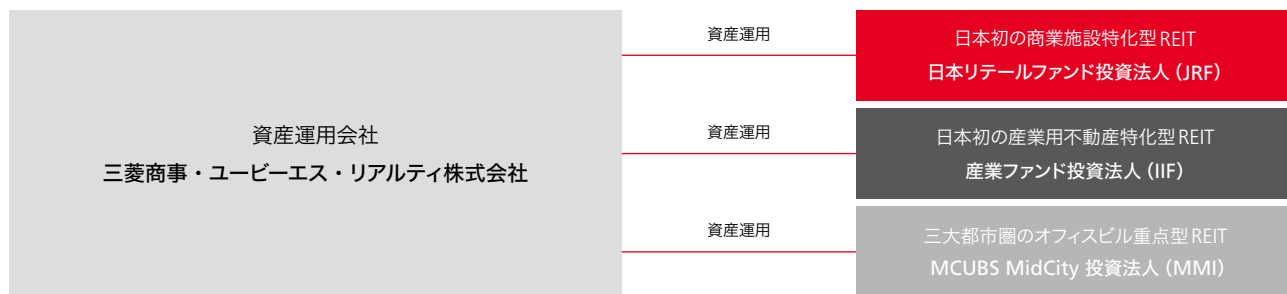 資産運用会社
三菱商事・ユービーエス・リアルティ株式会社
資産運用
日本初の商業施設特化型REIT
日本リテールファンド投資法人（JRF）
資産運用
日本初の産業用不動産特化型REIT
産業ファンド投資法人（IIF）
資産運用
三大都市圏のオフィスビル重点型REIT
MCUBS MidCity 投資法人（MMI）